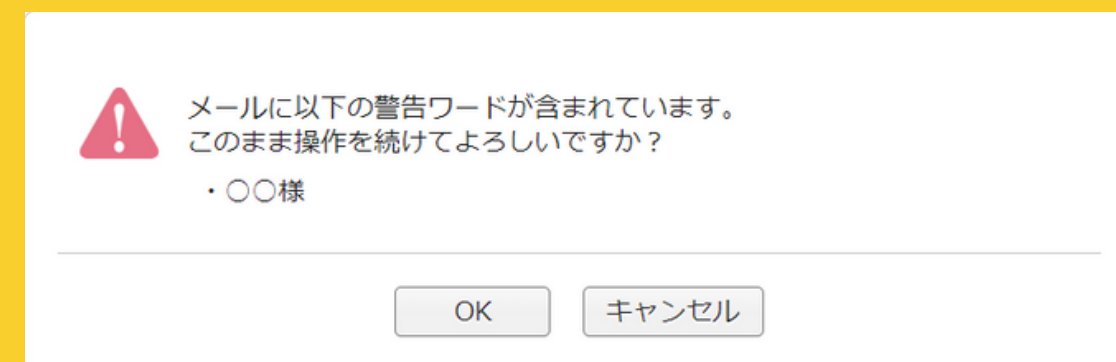 メールに以下の警告ワードが含まれています。
このまま操作を続けてよろしいですか？
・○○様
OK
キャンセル